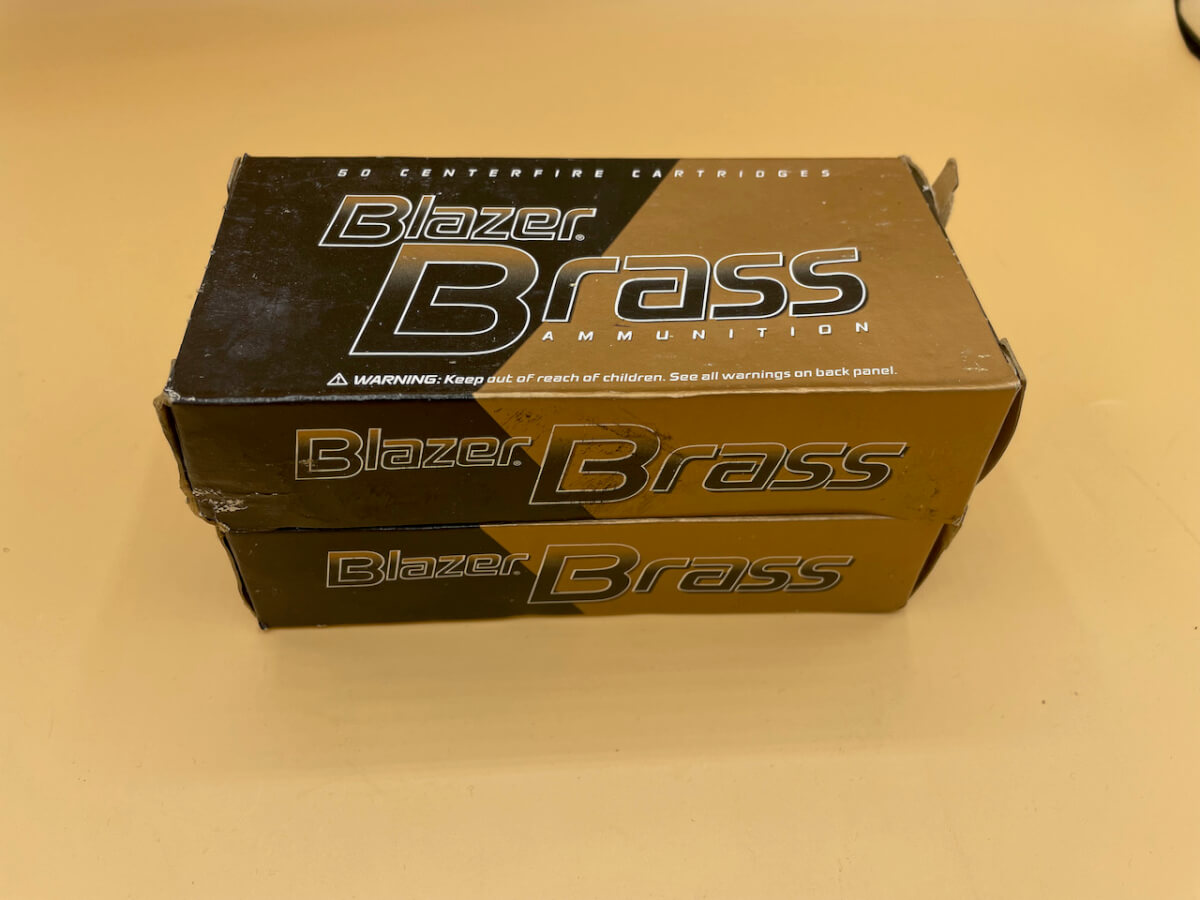 50 CENTERFIRE CARTRIDGES
Blazer®
Brass
AMMUNITION
⚠ WARNING: Keep out of reach of children. See all warnings on back panel.
Blazer® Brass
Blazer® Brass